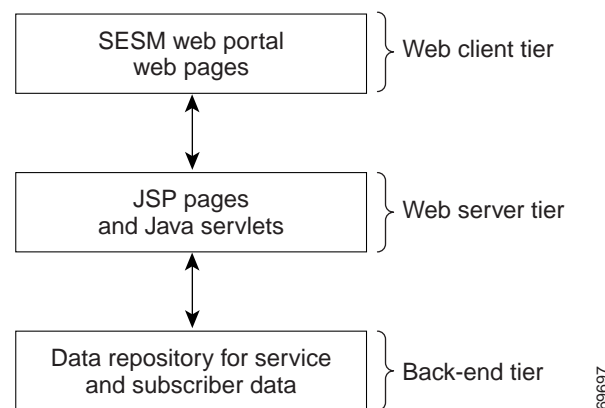 SESM web portal
web pages
Web client tier
JSP pages
and Java servlets
Web server tier
Data repository for service
and subscriber data
Back-end tier
69697